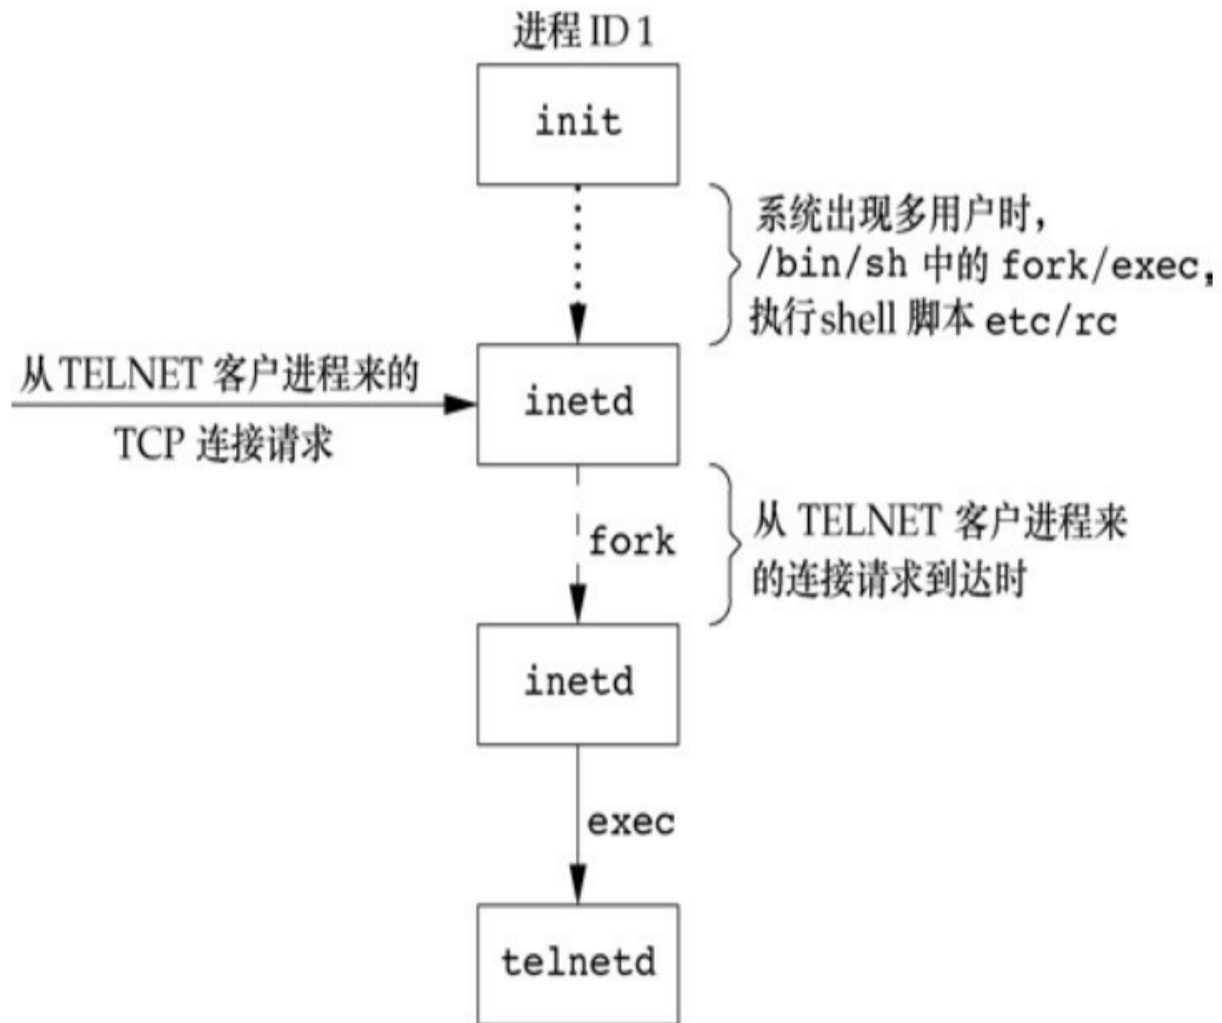 进程 ID 1
init
系统出现多用户时，
/bin/sh 中的 fork/exec，
执行shell 脚本 etc/rc
从TELNET 客户进程来的
TCP 连接请求
inetd
fork
从 TELNET 客户进程来
的连接请求到达时
inetd
exec
telnetd